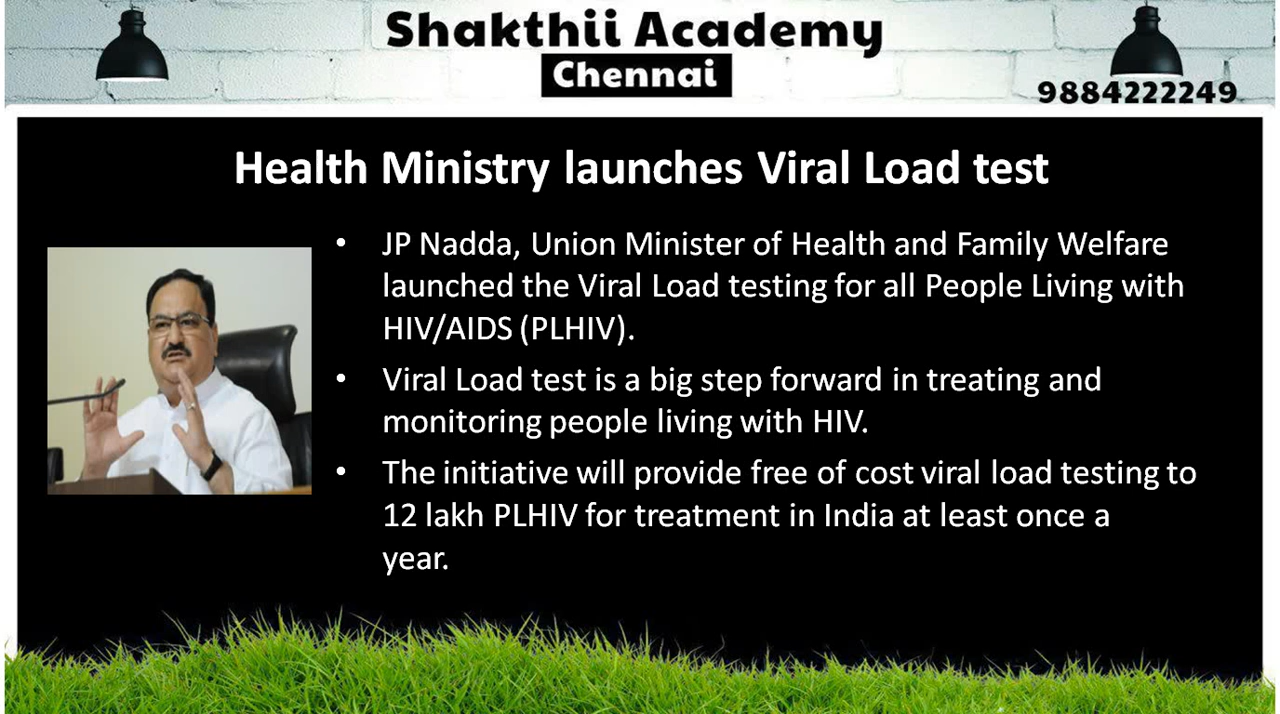 Shakthii Academy
Chennai
9884222249
Health Ministry launches Viral Load test
• JP Nadda, Union Minister of Health and Family Welfare
launched the Viral Load testing for all People Living with
HIV/AIDS (PLHIV).
• Viral Load test is a big step forward in treating and
monitoring people living with HIV.
• The initiative will provide free of cost viral load testing to
12 lakh PLHIV for treatment in India at least once a
year.